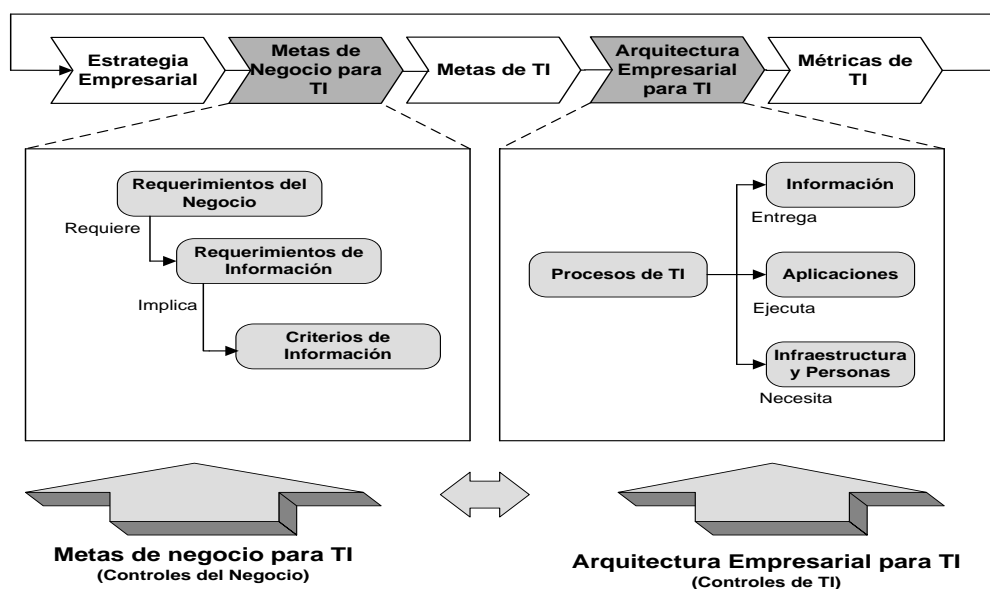 Estrategia
Empresarial
Metas de
Negocio para
TI
Metas de TI
Arquitectura
Empresarial
para TI
Métricas de
TI
Requerimientos del
Negocio
Requiere
Requerimientos de
Información
Implica
Criterios de
Información
Información
Entrega
Procesos de TI
Aplicaciones
Ejecuta
Infraestructura
y Personas
Necesita
Metas de negocio para TI
(Controles del Negocio)
Arquitectura Empresarial para TI
(Controles de TI)